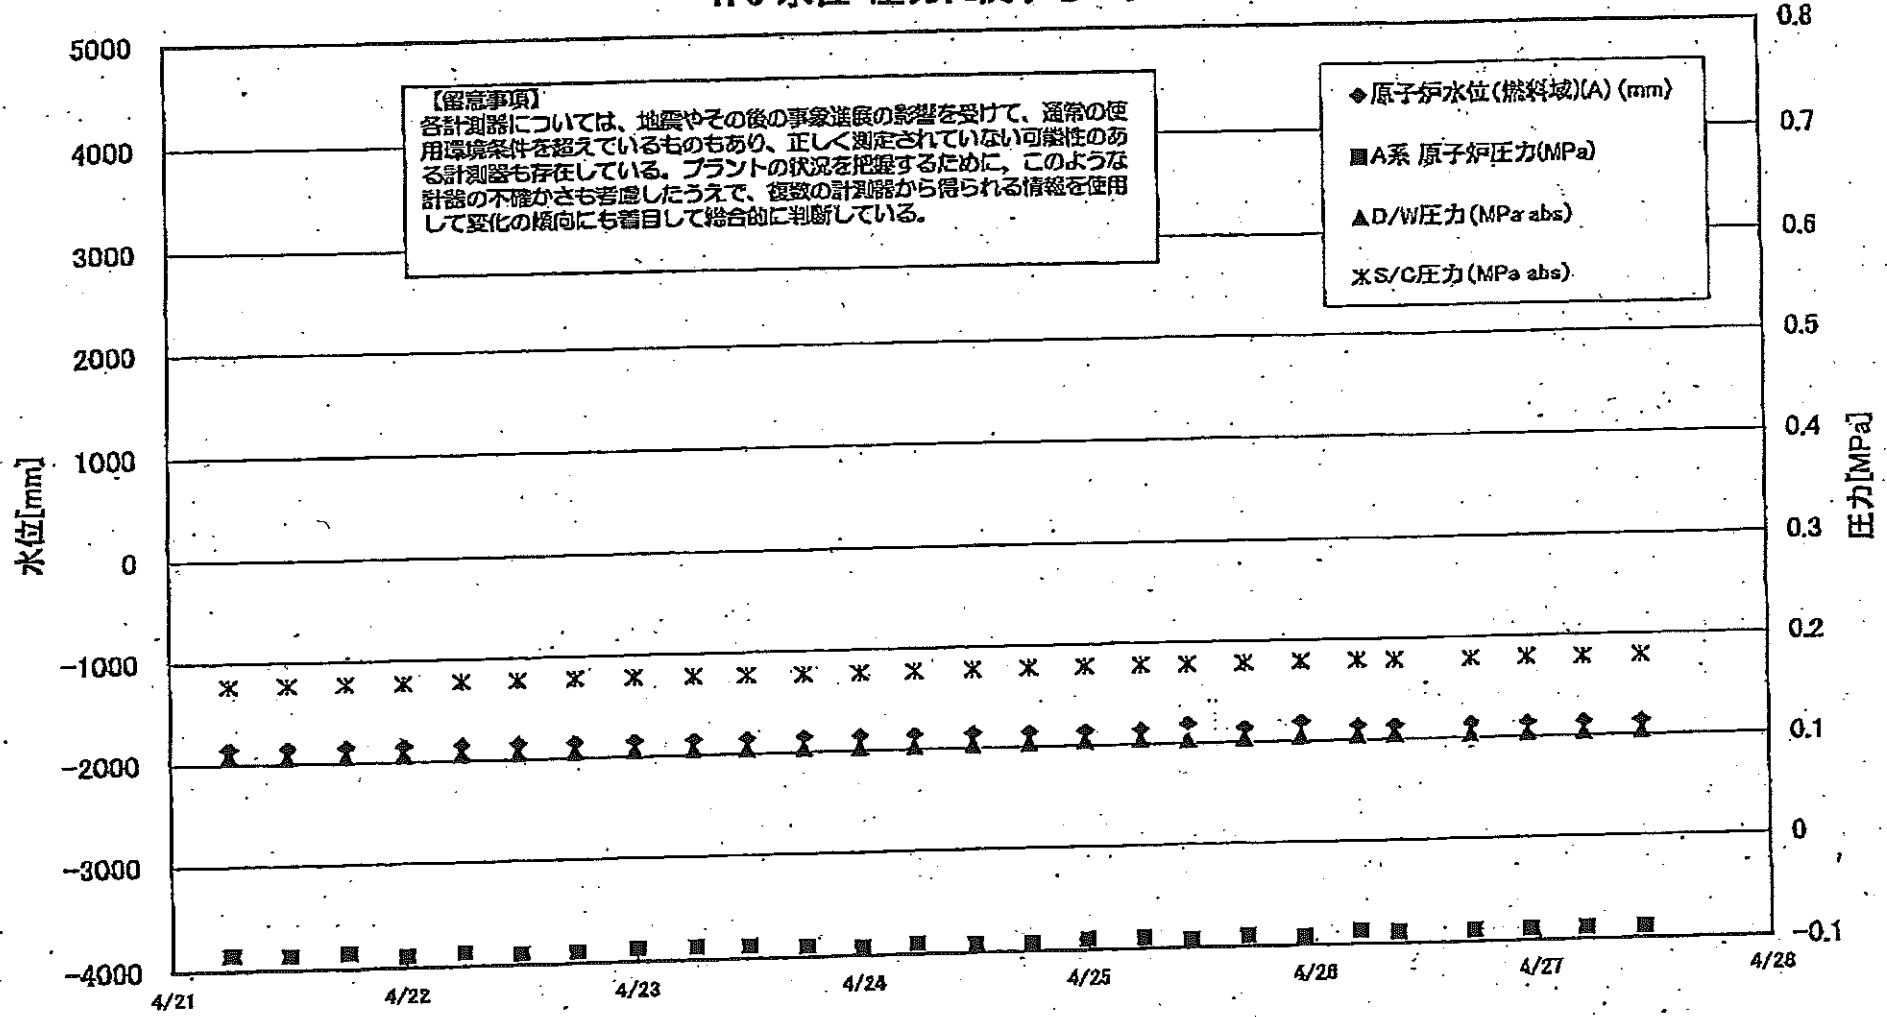 5000
4000
3000
2000
1000
0
-1000
-2000
-3000
-4000
水位[mm]
【留意事項】
各計測器については、地震やその後の事象進展の影響を受けて、通常の使
用環境条件を超えているものもあり、正しく測定されていない可能性のあ
る計測器も存在している。プラントの状況を把握するために、このような
計器の不確かさも考慮したうえで、複数の計測器から得られる情報を使用
して変化の傾向にも着目して総合的に判断している。
◆原子炉水位(燃料域)(A) (mm)
■A系 原子炉圧力(MPa)
▲D/W圧力(MPa abs)
S/C圧力(MPa abs)
0.8
0.7
0.6
0.5
0.4
0.3
0.2
0.1
0
-0.1
圧力[MPa]
4/21
4/22
4/23
4/24
4/25
4/26
4/27
4/28